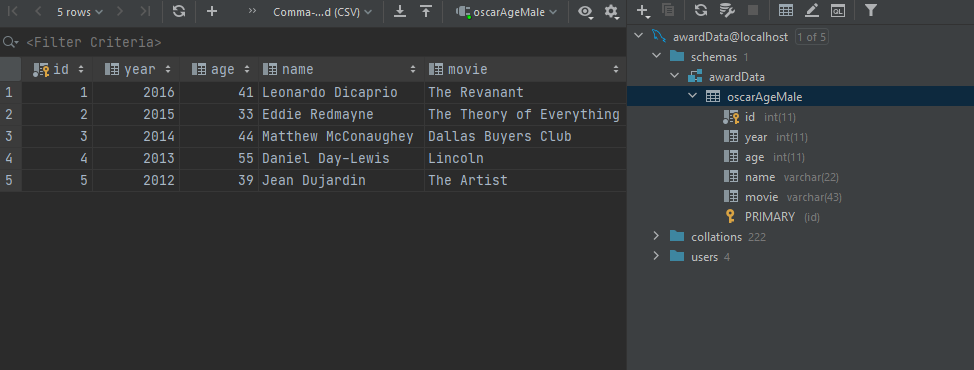 5 rows
Comma-...d (CSV)
oscarAgeMale
<Filter Criteria>
id year age name movie
1 1 2016 41 Leonardo Dicaprio The Revanant
2 2 2015 33 Eddie Redmayne The Theory of Everything
3 3 2014 44 Matthew McConaughey Dallas Buyers Club
4 4 2013 55 Daniel Day-Lewis Lincoln
5 5 2012 39 Jean Dujardin The Artist
QL
awardData@localhost 1 of 5
schemas 1
awardData
oscarAgeMale
id int(11)
year int(11)
age int(11)
name varchar(22)
movie varchar(43)
PRIMARY (id)
collations 222
users 4